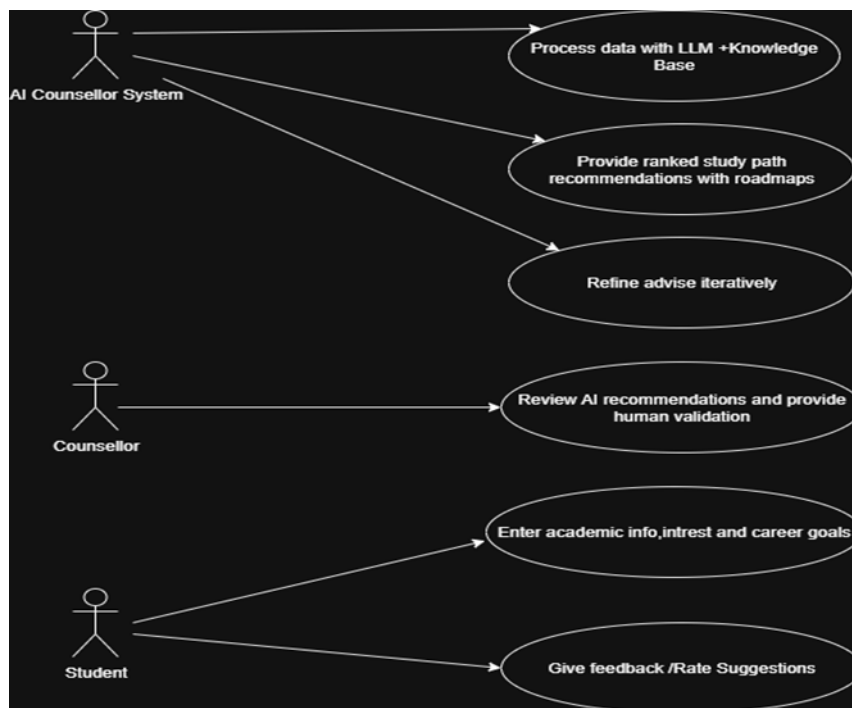 Process data with LLM +Knowledge
Base
AI Counsellor System
Provide ranked study path
recommendations with roadmaps
Refine advise iteratively
Review AI recommendations and provide
human validation
Counsellor
Enter academic info,intrest and career goals
Student
Give feedback /Rate Suggestions